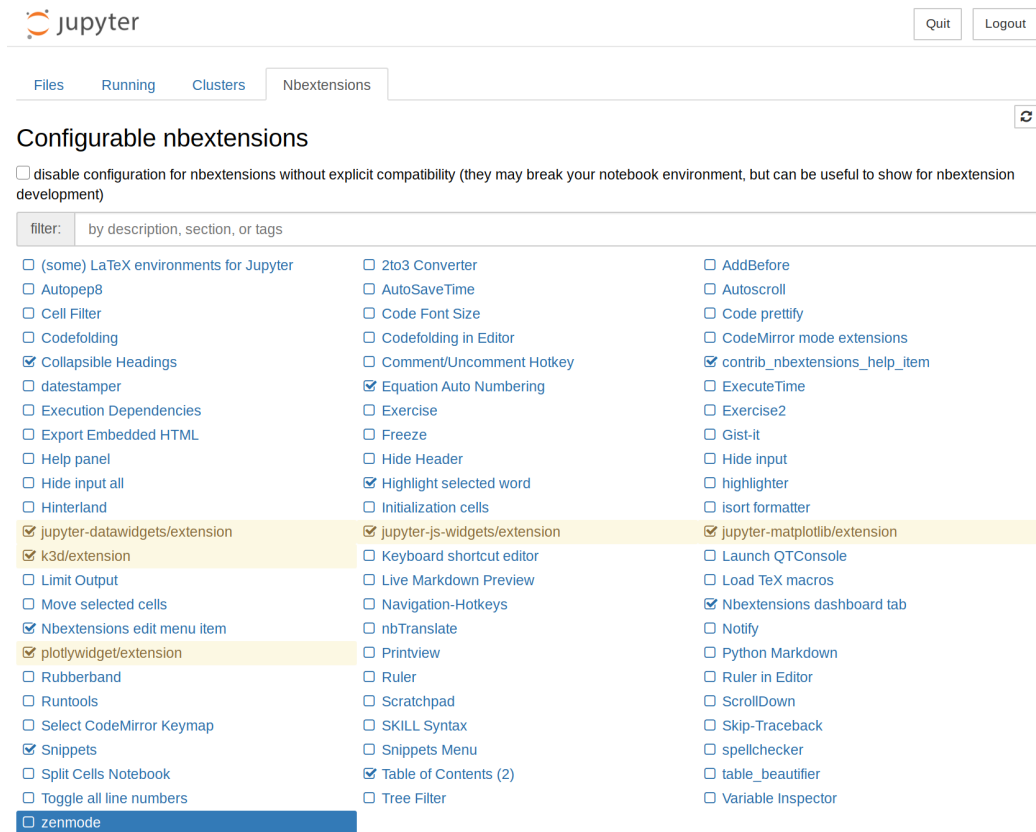 jupyter
Quit Logout
Files Running Clusters Nbextensions
Configurable nbextensions
disable configuration for nbextensions without explicit compatibility (they may break your notebook environment, but can be useful to show for nbextension
development)
filter: by description, section, or tags
(some) LaTeX environments for Jupyter 2to3 Converter AddBefore
Autopep8 AutoSaveTime Autoscroll
Cell Filter Code Font Size Code prettify
Codefolding Codefolding in Editor CodeMirror mode extensions
Collapsible Headings Comment/Uncomment Hotkey contrib_nbextensions_help_item
datestamper Equation Auto Numbering ExecuteTime
Execution Dependencies Exercise Exercise2
Export Embedded HTML Freeze Gist-it
Help panel Hide Header Hide input
Hide input all Highlight selected word highlighter
Hinterland Initialization cells isort formatter
jupyter-datawidgets/extension jupyter-js-widgets/extension jupyter-matplotlib/extension
k3d/extension Keyboard shortcut editor Launch QTConsole
Limit Output Live Markdown Preview Load TeX macros
Move selected cells Navigation-Hotkeys Nbextensions dashboard tab
Nbextensions edit menu item nbTranslate Notify
plotlywidget/extension Printview Python Markdown
Rubberband Ruler Ruler in Editor
Runtools Scratchpad ScrollDown
Select CodeMirror Keymap SKILL Syntax Skip-Traceback
Snippets Snippets Menu spellchecker
Split Cells Notebook Table of Contents (2) table_beautifier
Toggle all line numbers Tree Filter Variable Inspector
zenmode